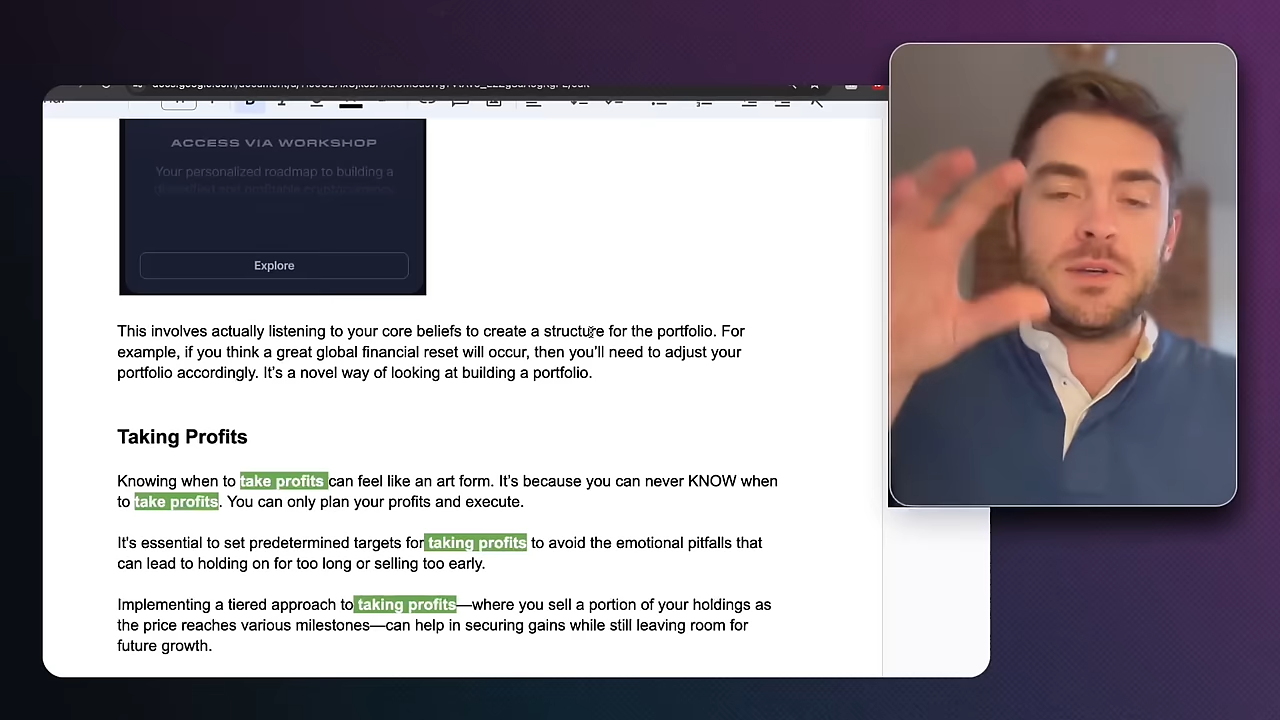 ACCESS VIA WORKSHOP
Your personalized roadmap to building a
diversified and profitable cryptocurrency
Explore
This involves actually listening to your core beliefs to create a structure for the portfolio. For
example, if you think a great global financial reset will occur, then you’ll need to adjust your
portfolio accordingly. It’s a novel way of looking at building a portfolio.
Taking Profits
Knowing when to take profits can feel like an art form. It’s because you can never KNOW when
to take profits. You can only plan your profits and execute.
It's essential to set predetermined targets for taking profits to avoid the emotional pitfalls that
can lead to holding on for too long or selling too early.
Implementing a tiered approach to taking profits—where you sell a portion of your holdings as
the price reaches various milestones—can help in securing gains while still leaving room for
future growth.